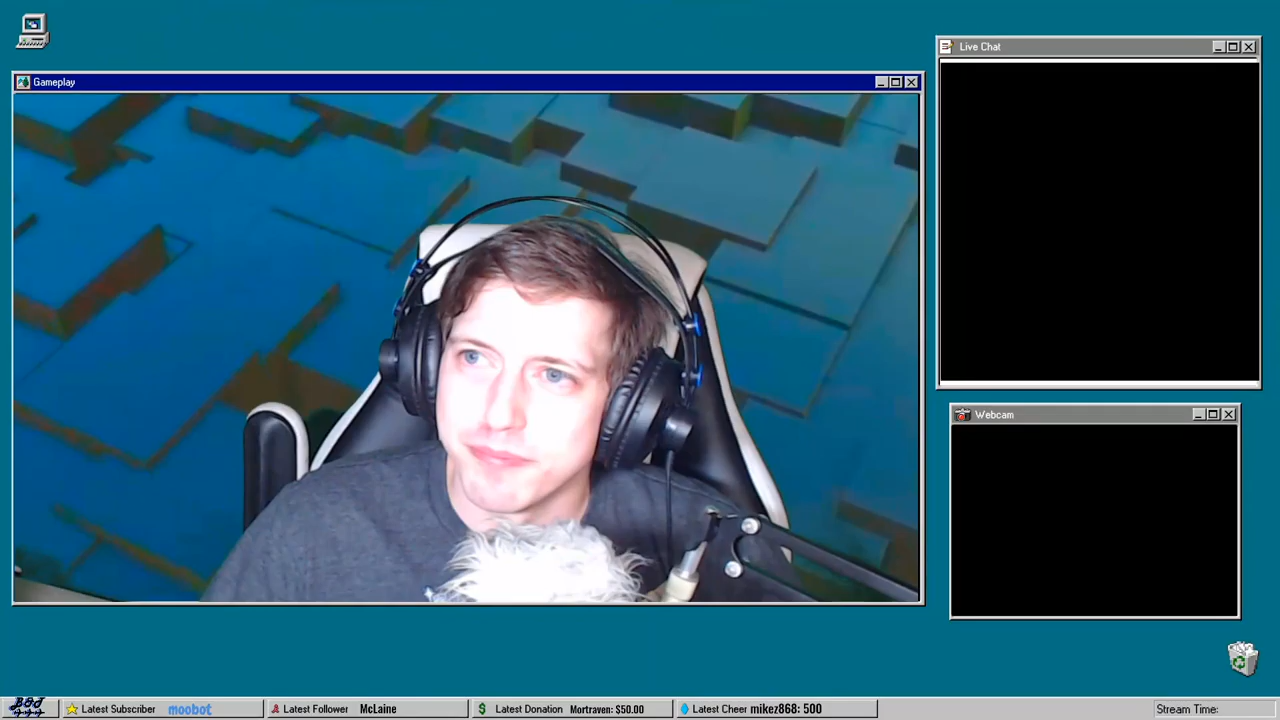 Live Chat
Gameplay
Webcam
Latest Subscriber moobot
Latest Follower McLaine
$ Latest Donation Mortraven: $50.00
Latest Cheer mikez868: 500
Stream Time: